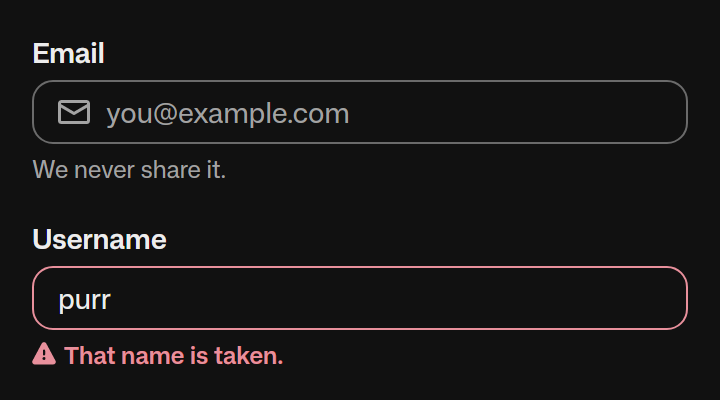 Email
you@example.com
We never share it.
Username
purr
That name is taken.